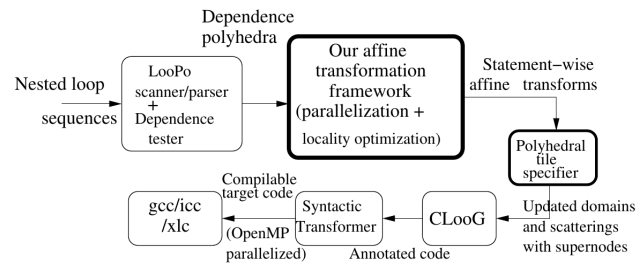 Dependence
polyhedra
Nested loop
sequences
LooPo
scanner/parser
+
Dependence
tester
Our affine
transformation
framework
(parallelization +
locality optimization)
Statement-wise
affine transforms
Polyhedral
tile
specifier
Updated domains
and scatterings
with supernodes
CLooG
Annotated code
Syntactic
Transformer
Compilable
target code
(OpenMP
parallelized)
gcc/icc
/xlc